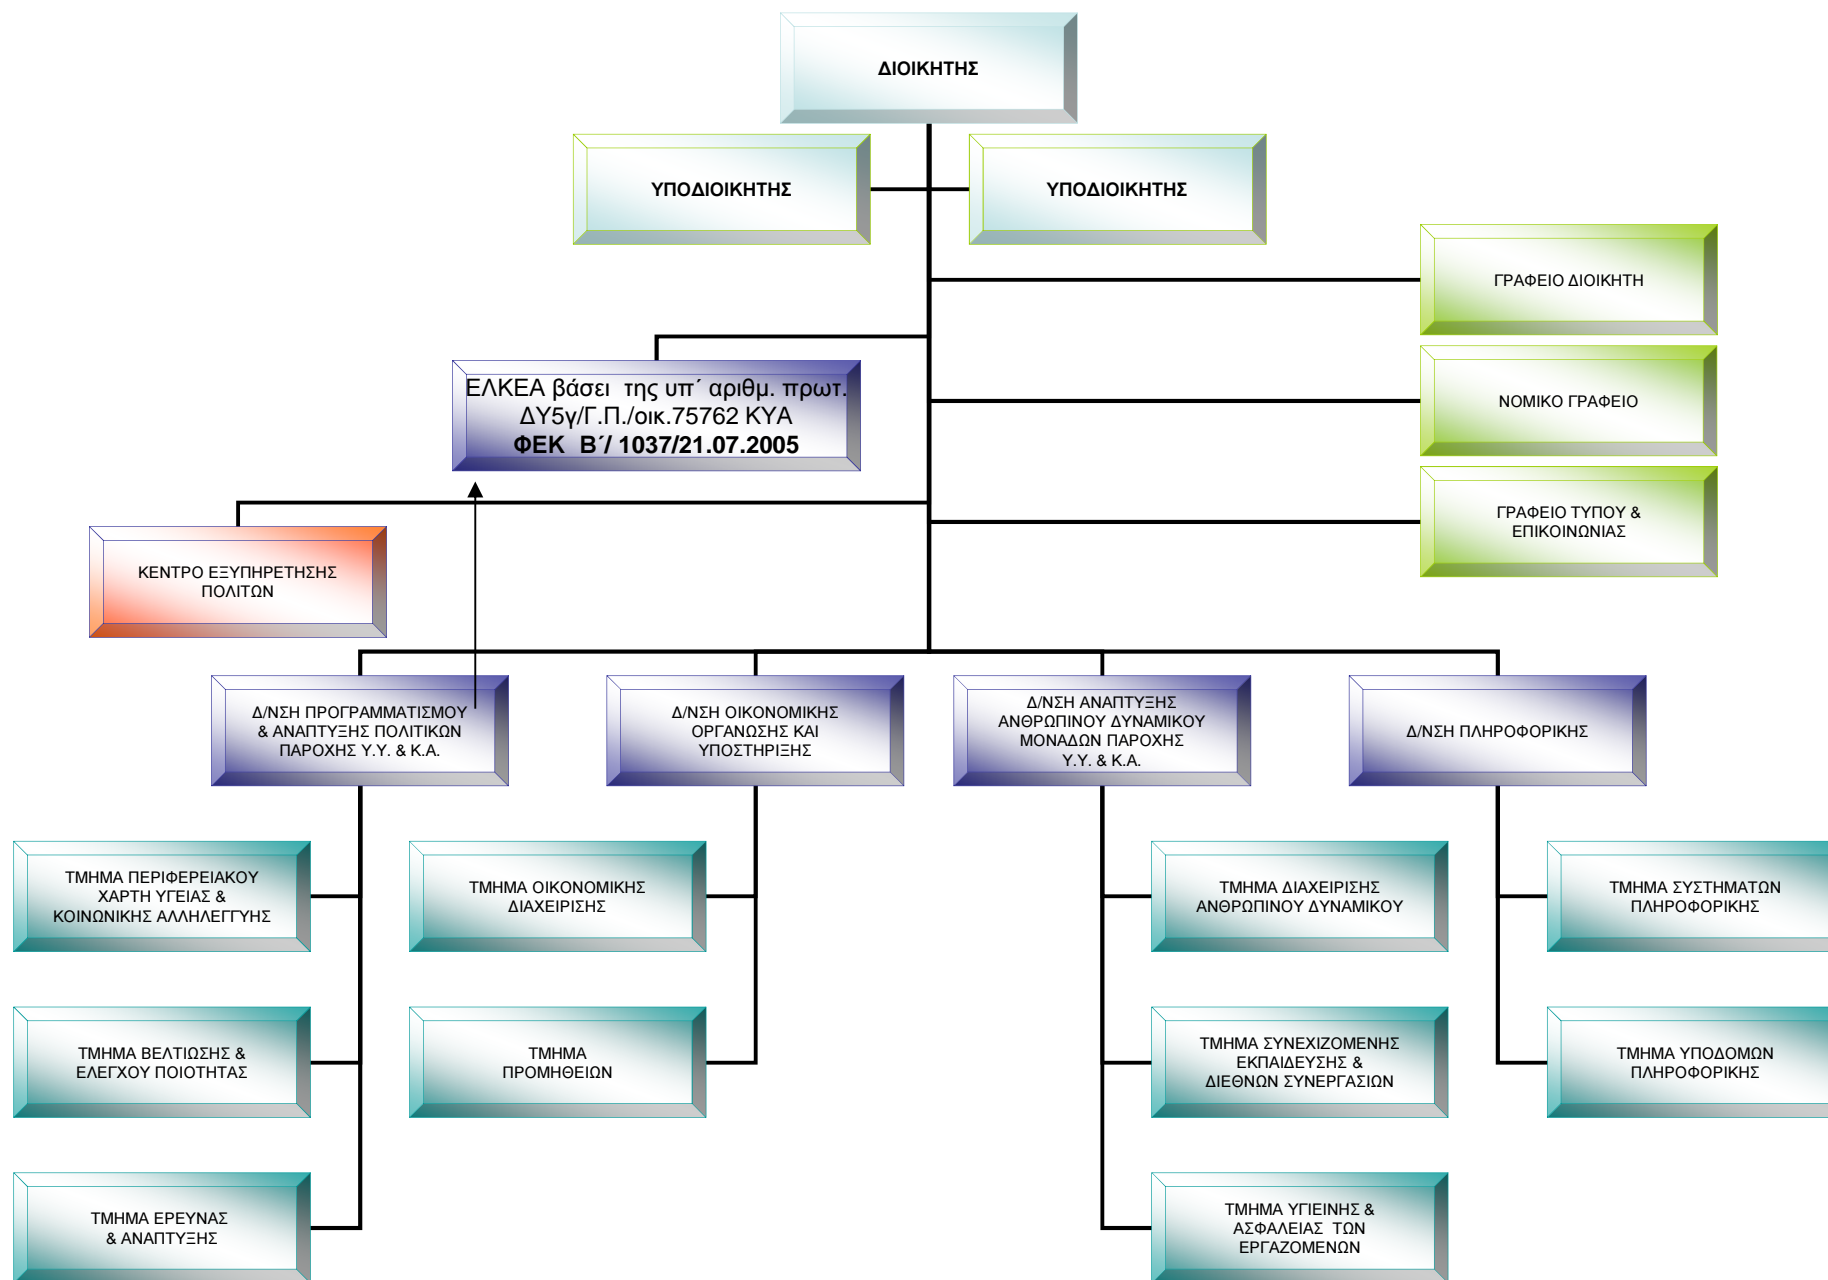 ΔΙΟΙΚΗΤΗΣ
ΥΠΟΔΙΟΙΚΗΤΗΣ
ΥΠΟΔΙΟΙΚΗΤΗΣ
ΓΡΑΦΕΙΟ ΔΙΟΙΚΗΤΗ
ΕΛΚΕΑ βάσει της υπ΄ αριθμ. πρωτ.
ΔΥ5γ/Γ.Π./οικ.75762 ΚΥΑ
ΦΕΚ Β΄/ 1037/21.07.2005
ΝΟΜΙΚΟ ΓΡΑΦΕΙΟ
ΓΡΑΦΕΙΟ ΤΥΠΟΥ &
ΕΠΙΚΟΙΝΩΝΙΑΣ
ΚΕΝΤΡΟ ΕΞΥΠΗΡΕΤΗΣΗΣ
ΠΟΛΙΤΩΝ
Δ/ΝΣΗ ΠΡΟΓΡΑΜΜΑΤΙΣΜΟΥ
& ΑΝΑΠΤΥΞΗΣ ΠΟΛΙΤΙΚΩΝ
ΠΑΡΟΧΗΣ Υ.Υ. & Κ.Α.
Δ/ΝΣΗ ΟΙΚΟΝΟΜΙΚΗΣ
ΟΡΓΑΝΩΣΗΣ ΚΑΙ
ΥΠΟΣΤΗΡΙΞΗΣ
Δ/ΝΣΗ ΑΝΑΠΤΥΞΗΣ
ΑΝΘΡΩΠΙΝΟΥ ΔΥΝΑΜΙΚΟΥ
ΜΟΝΑΔΩΝ ΠΑΡΟΧΗΣ
Υ.Υ. & Κ.Α.
Δ/ΝΣΗ ΠΛΗΡΟΦΟΡΙΚΗΣ
ΤΜΗΜΑ ΠΕΡΙΦΕΡΕΙΑΚΟΥ
ΧΑΡΤΗ ΥΓΕΙΑΣ &
ΚΟΙΝΩΝΙΚΗΣ ΑΛΛΗΛΕΓΓΥΗΣ
ΤΜΗΜΑ ΟΙΚΟΝΟΜΙΚΗΣ
ΔΙΑΧΕΙΡΙΣΗΣ
ΤΜΗΜΑ ΔΙΑΧΕΙΡΙΣΗΣ
ΑΝΘΡΩΠΙΝΟΥ ΔΥΝΑΜΙΚΟΥ
ΤΜΗΜΑ ΣΥΣΤΗΜΑΤΩΝ
ΠΛΗΡΟΦΟΡΙΚΗΣ
ΤΜΗΜΑ ΒΕΛΤΙΩΣΗΣ &
ΕΛΕΓΧΟΥ ΠΟΙΟΤΗΤΑΣ
ΤΜΗΜΑ
ΠΡΟΜΗΘΕΙΩΝ
ΤΜΗΜΑ ΣΥΝΕΧΙΖΟΜΕΝΗΣ
ΕΚΠΑΙΔΕΥΣΗΣ &
ΔΙΕΘΝΩΝ ΣΥΝΕΡΓΑΣΙΩΝ
ΤΜΗΜΑ ΥΠΟΔΟΜΩΝ
ΠΛΗΡΟΦΟΡΙΚΗΣ
ΤΜΗΜΑ ΕΡΕΥΝΑΣ
& ΑΝΑΠΤΥΞΗΣ
ΤΜΗΜΑ ΥΓΙΕΙΝΗΣ &
ΑΣΦΑΛΕΙΑΣ ΤΩΝ
ΕΡΓΑΖΟΜΕΝΩΝ